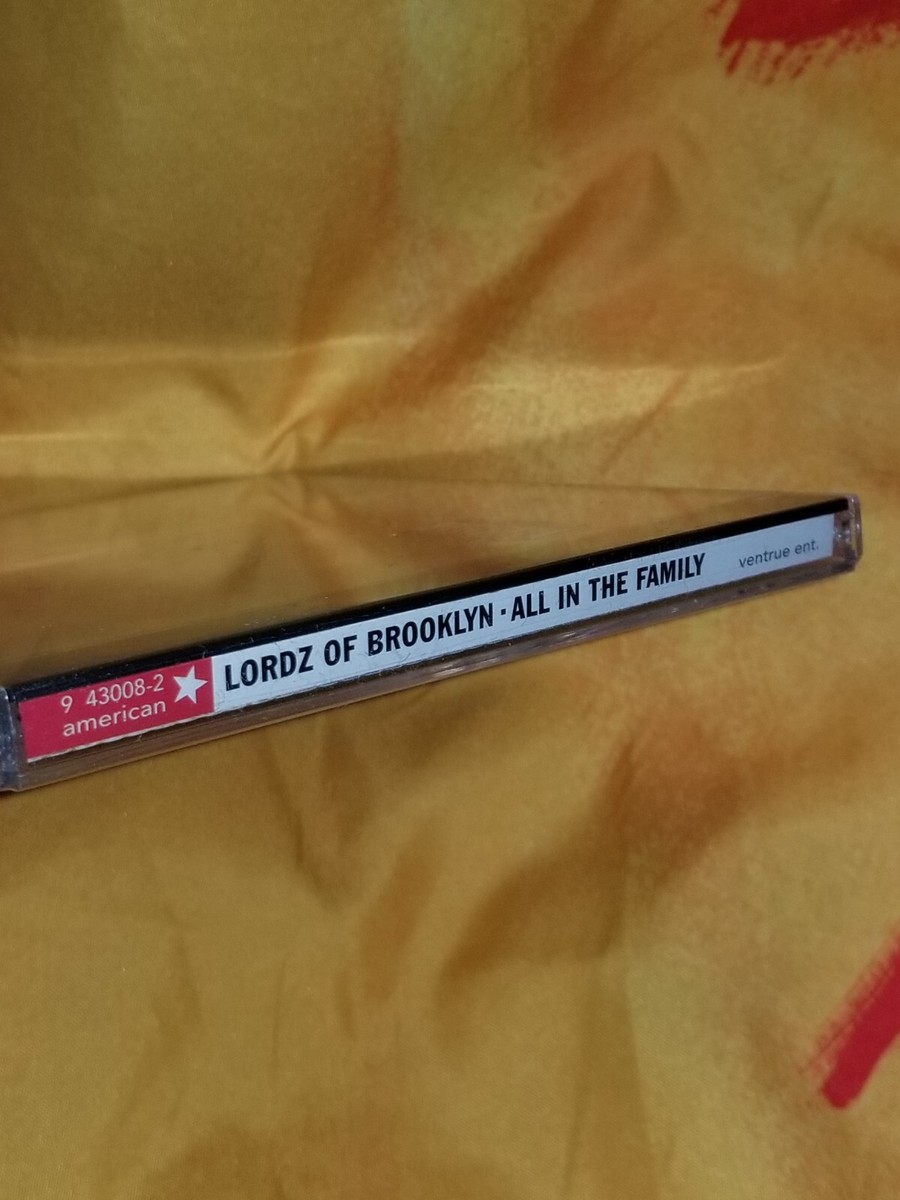 9 43008-2
american
LORDZ OF BROOKLYN · ALL IN THE FAMILY
ventrue ent.